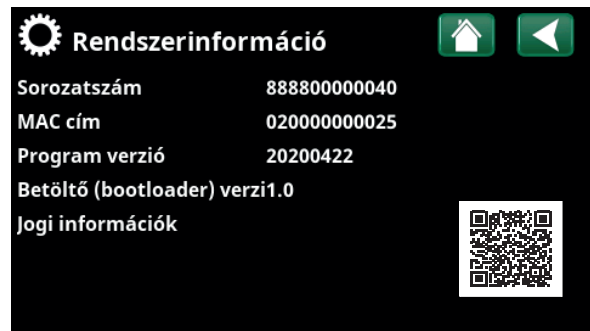 Rendszerinformáció
Sorozatszám 888800000040
MAC cím 020000000025
Program verzió 20200422
Betöltő (bootloader) verzi1.0
Jogi információk